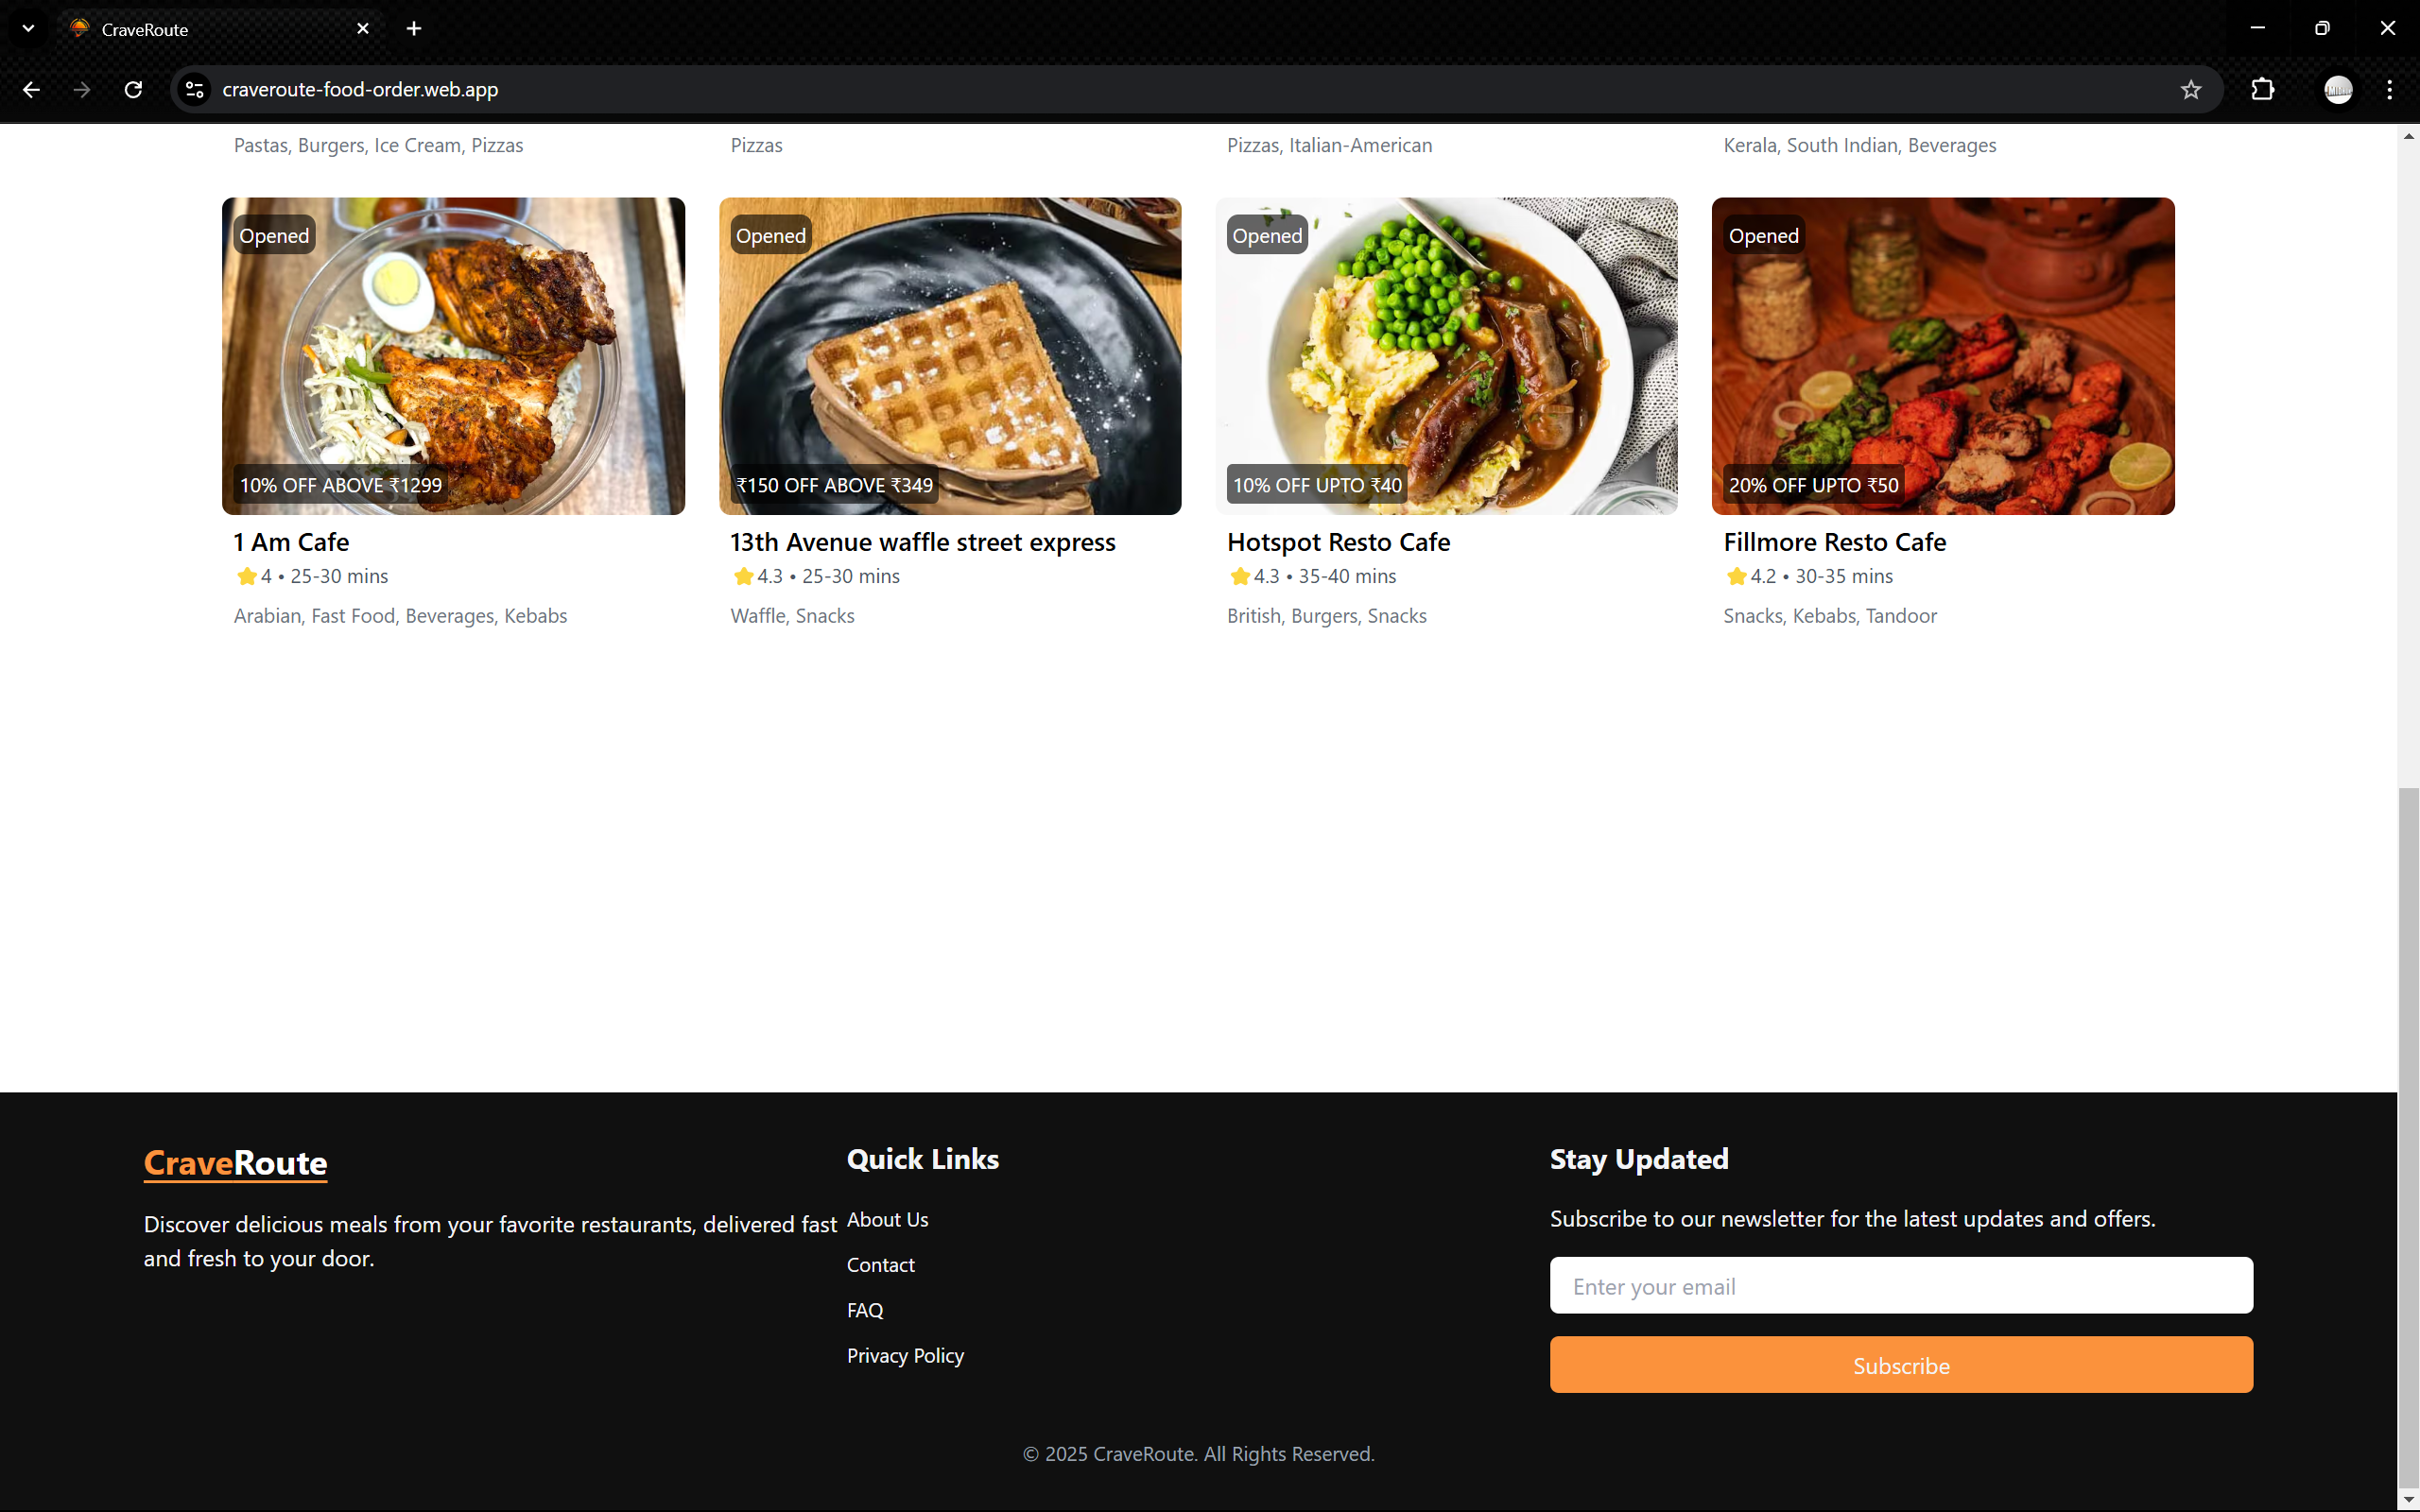 CraveRoute
craveroute-food-order.web.app
Pastas, Burgers, Ice Cream, Pizzas
Pizzas
Pizzas, Italian-American
Kerala, South Indian, Beverages
Opened
10% OFF ABOVE ₹1299
1 Am Cafe
4 • 25-30 mins
Arabian, Fast Food, Beverages, Kebabs
Opened
₹150 OFF ABOVE ₹349
13th Avenue waffle street express
4.3 • 25-30 mins
Waffle, Snacks
Opened
10% OFF UPTO ₹40
Hotspot Resto Cafe
4.3 • 35-40 mins
British, Burgers, Snacks
Opened
20% OFF UPTO ₹50
Fillmore Resto Cafe
4.2 • 30-35 mins
Snacks, Kebabs, Tandoor
CraveRoute
Discover delicious meals from your favorite restaurants, delivered fast
and fresh to your door.
Quick Links
About Us
Contact
FAQ
Privacy Policy
Stay Updated
Subscribe to our newsletter for the latest updates and offers.
Enter your email
Subscribe
© 2025 CraveRoute. All Rights Reserved.